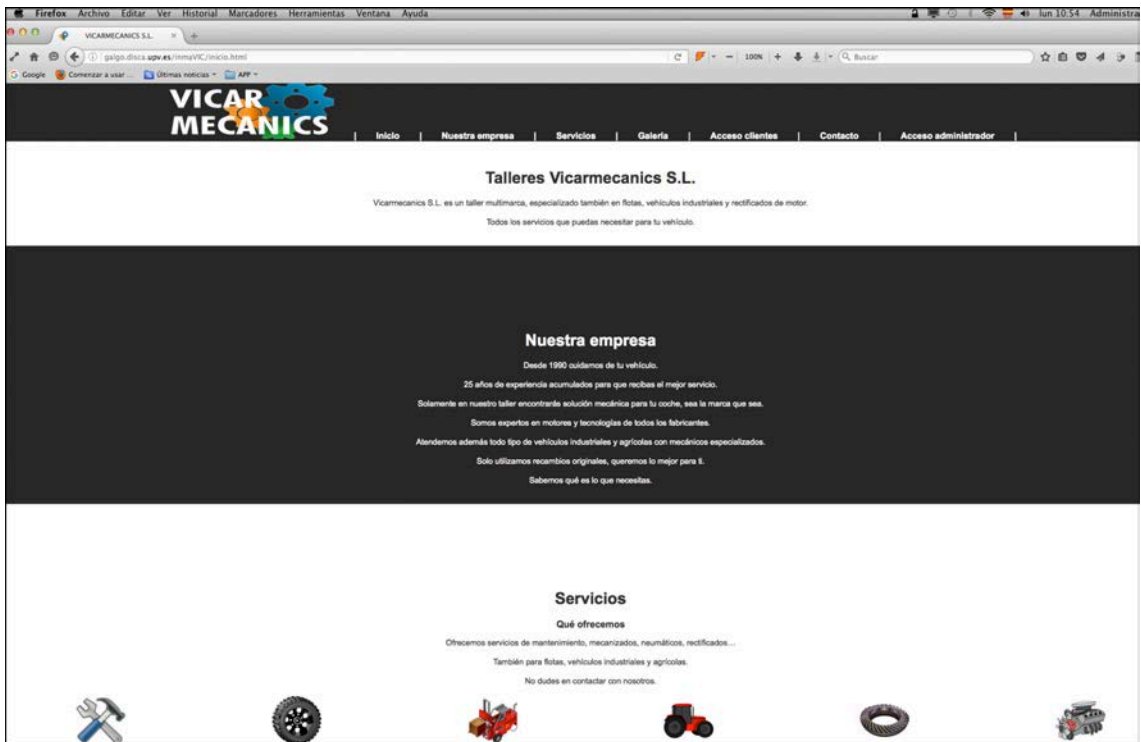 Firefox Archivo Editar Ver Historial Marcadores Herramientas Ventana Ayuda lun 10:54 Administra
VICARMECANICS S.L.
galgo.disca.upv.es/inmaVIC/inicio.html 100% Buscar
Google Comenzar a usar ... Últimas noticias APF
VICAR
MECANICS
| Inicio | Nuestra empresa | Servicios | Galería | Acceso clientes | Contacto | Acceso administrador |
Talleres Vicarmecanics S.L.
Vicarmecanics S.L. es un taller multimarca, especializado también en flotas, vehículos industriales y rectificados de motor.
Todos los servicios que puedas necesitar para tu vehículo.
Nuestra empresa
Desde 1990 cuidamos de tu vehículo.
25 años de experiencia acumulados para que recibas el mejor servicio.
Solamente en nuestro taller encontrarás solución mecánica para tu coche, sea la marca que sea.
Somos expertos en motores y tecnologías de todos los fabricantes.
Atendemos además todo tipo de vehículos industriales y agrícolas con mecánicos especializados.
Solo utilizamos recambios originales, queremos lo mejor para ti.
Sabemos qué es lo que necesitas.
Servicios
Qué ofrecemos
Ofrecemos servicios de mantenimiento, mecanizados, neumáticos, rectificados...
También para flotas, vehículos industriales y agrícolas.
No dudes en contactar con nosotros.